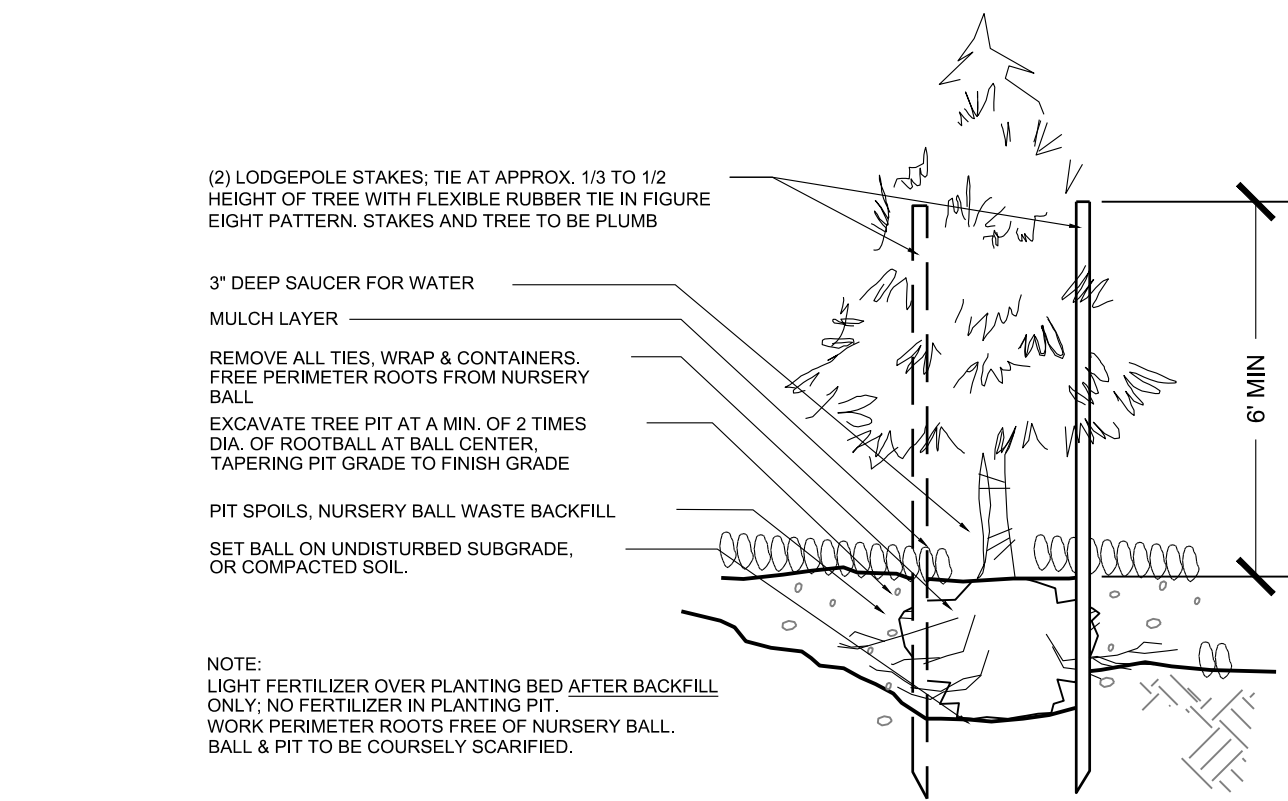 (2) LODGEPOLE STAKES; TIE AT APPROX. 1/3 TO 1/2
HEIGHT OF TREE WITH FLEXIBLE RUBBER TIE IN FIGURE
EIGHT PATTERN. STAKES AND TREE TO BE PLUMB
3" DEEP SAUCER FOR WATER
MULCH LAYER
REMOVE ALL TIES, WRAP & CONTAINERS.
FREE PERIMETER ROOTS FROM NURSERY
BALL
EXCAVATE TREE PIT AT A MIN. OF 2 TIMES
DIA. OF ROOTBALL AT BALL CENTER,
TAPERING PIT GRADE TO FINISH GRADE
PIT SPOILS, NURSERY BALL WASTE BACKFILL
SET BALL ON UNDISTURBED SUBGRADE,
OR COMPACTED SOIL.
6' MIN
NOTE:
LIGHT FERTILIZER OVER PLANTING BED AFTER BACKFILL
ONLY; NO FERTILIZER IN PLANTING PIT.
WORK PERIMETER ROOTS FREE OF NURSERY BALL.
BALL & PIT TO BE COURSELY SCARIFIED.